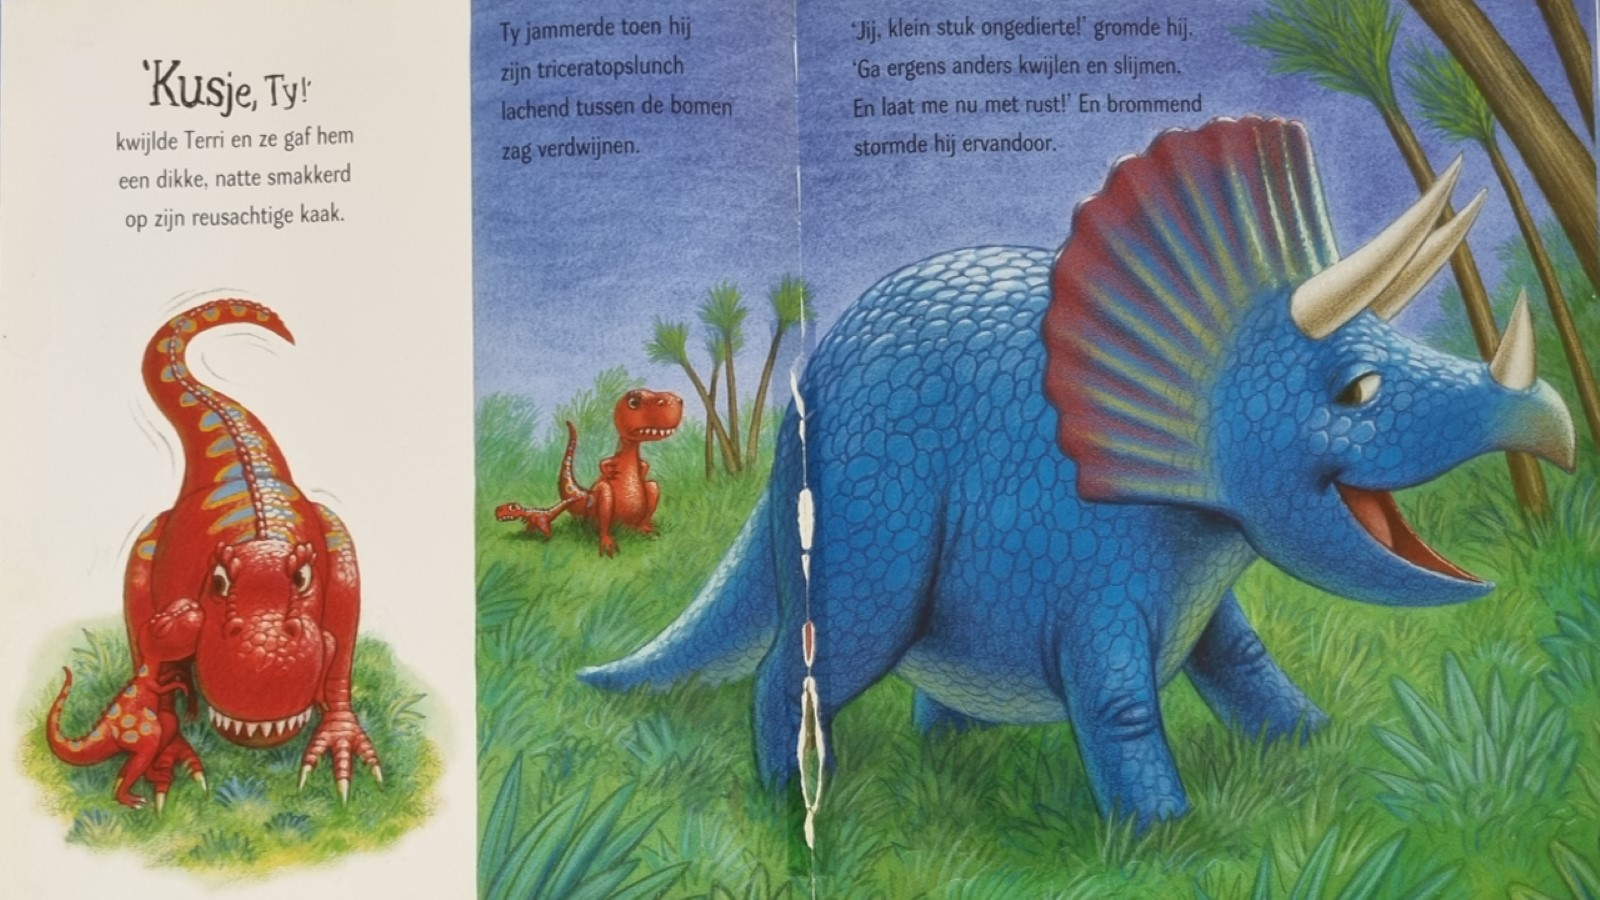 ‘Kusje, Ty!’
kwijlde Terri en ze gaf hem
een dikke, natte smakkerd
op zijn reusachtige kaak.
Ty jammerde toen hij
zijn triceratopslunch
lachend tussen de bomen
zag verdwijnen.
‘Jij, klein stuk ongedierte!’ gromde hij.
‘Ga ergens anders kwijlen en slijmen.
En laat me nu met rust!’ En brommend
stormde hij ervandoor.